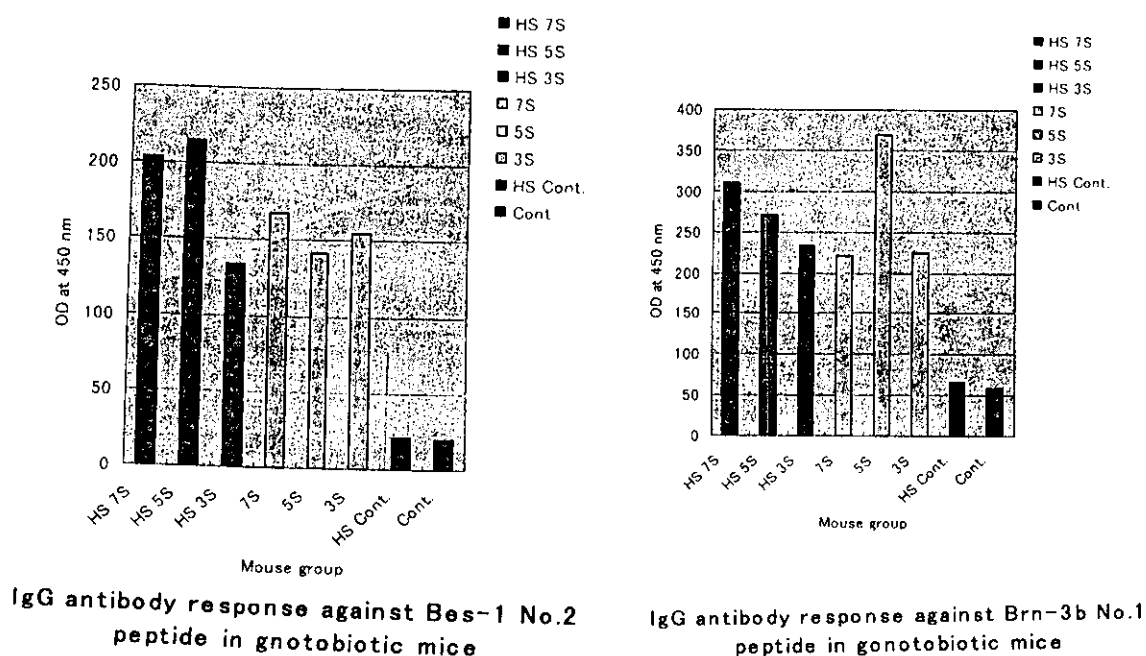 HS 7S
HS 5S
HS 3S
7S
5S
3S
HS Cont.
Cont
250
200
150
100
50
0
OD at 450 nm
HS 7S
HS 5S
HS 3S
7S
5S
3S
HS Cont.
Cont.
Mouse group
IgG antibody response against Bes-1 No.2
peptide in gnotobiotic mice
HS 7S
HS 5S
HS 3S
7S
5S
3S
HS Cont.
Cont
400
350
300
250
200
150
100
50
0
OD at 450 nm
HS 7S
HS 5S
HS 3S
7S
5S
3S
HS Cont.
Cont.
Mouse group
IgG antibody response against Brn-3b No.1
peptide in gonotobiotic mice